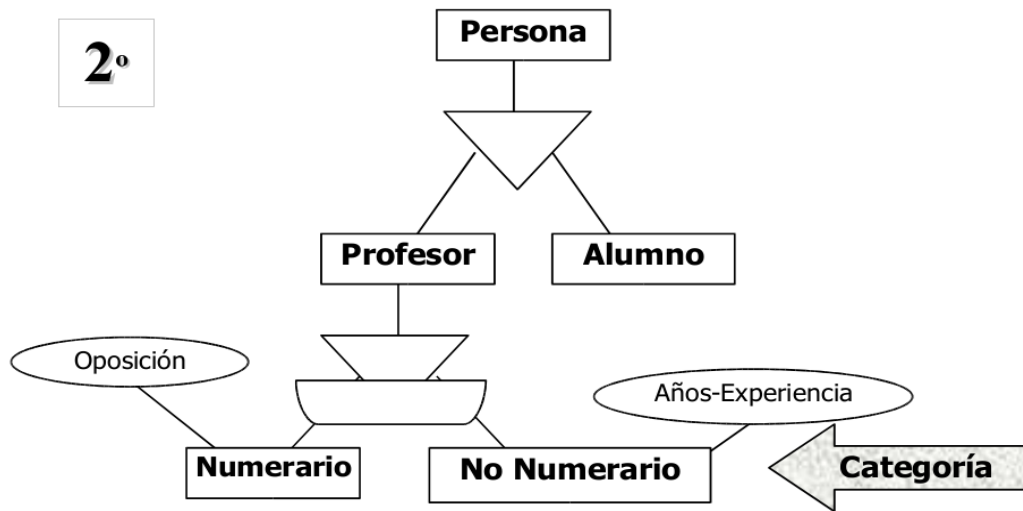 2º
Persona
Profesor
Alumno
Oposición
Años-Experiencia
Numerario
No Numerario
Categoría